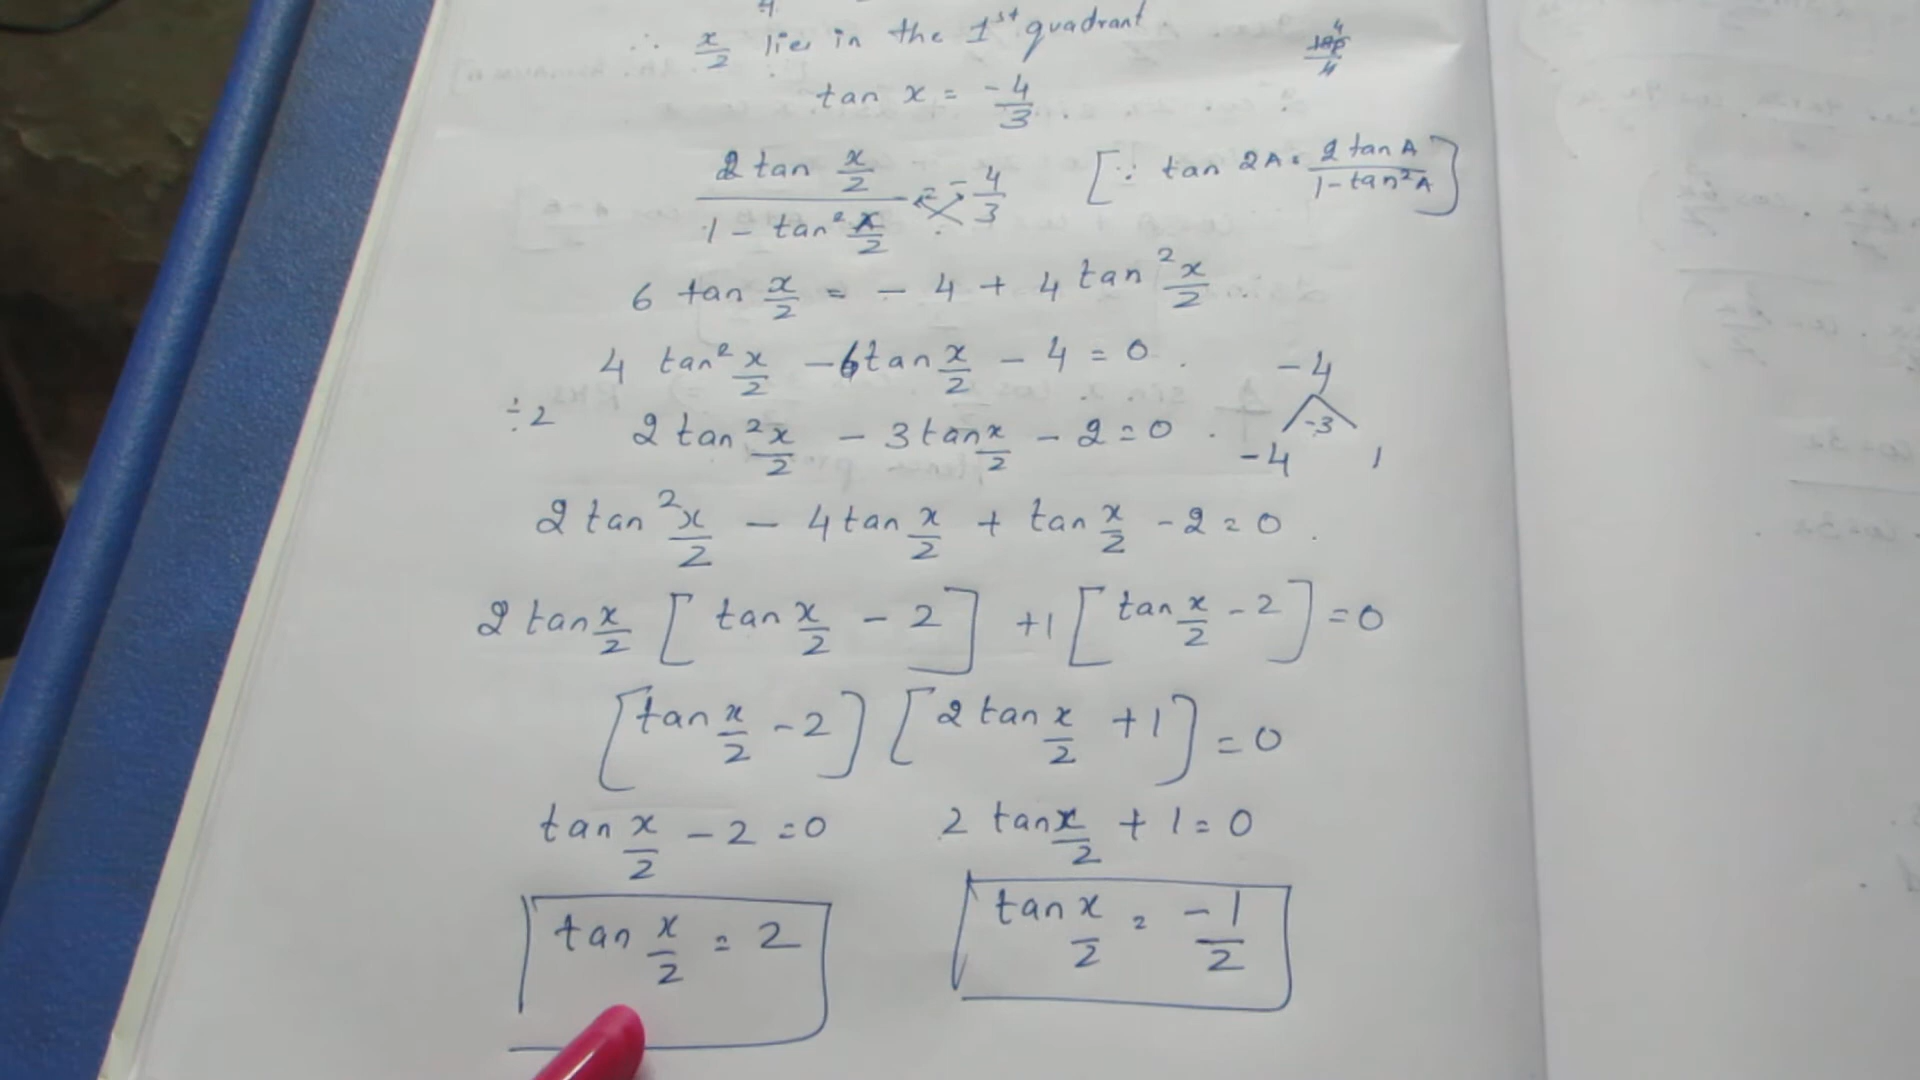 ∴ x/2 lies in the 1st quadrant
tan x = -4/3
2 tan x/2 / 1 - tan² x/2 = -4/3 [∵ tan 2A = 2 tan A / 1 - tan² A]
6 tan x/2 = - 4 + 4 tan² x/2
4 tan² x/2 - 6 tan x/2 - 4 = 0
-4
÷2 2 tan² x/2 - 3 tan x/2 - 2 = 0 .
-3
-4 1
2 tan² x/2 - 4 tan x/2 + tan x/2 - 2 = 0 .
2 tan x/2 [tan x/2 - 2] +1 [tan x/2 - 2] = 0
[tan x/2 - 2] [2 tan x/2 + 1] = 0
tan x/2 - 2 = 0 2 tan x/2 + 1 = 0
tan x/2 = 2 tan x/2 = -1/2